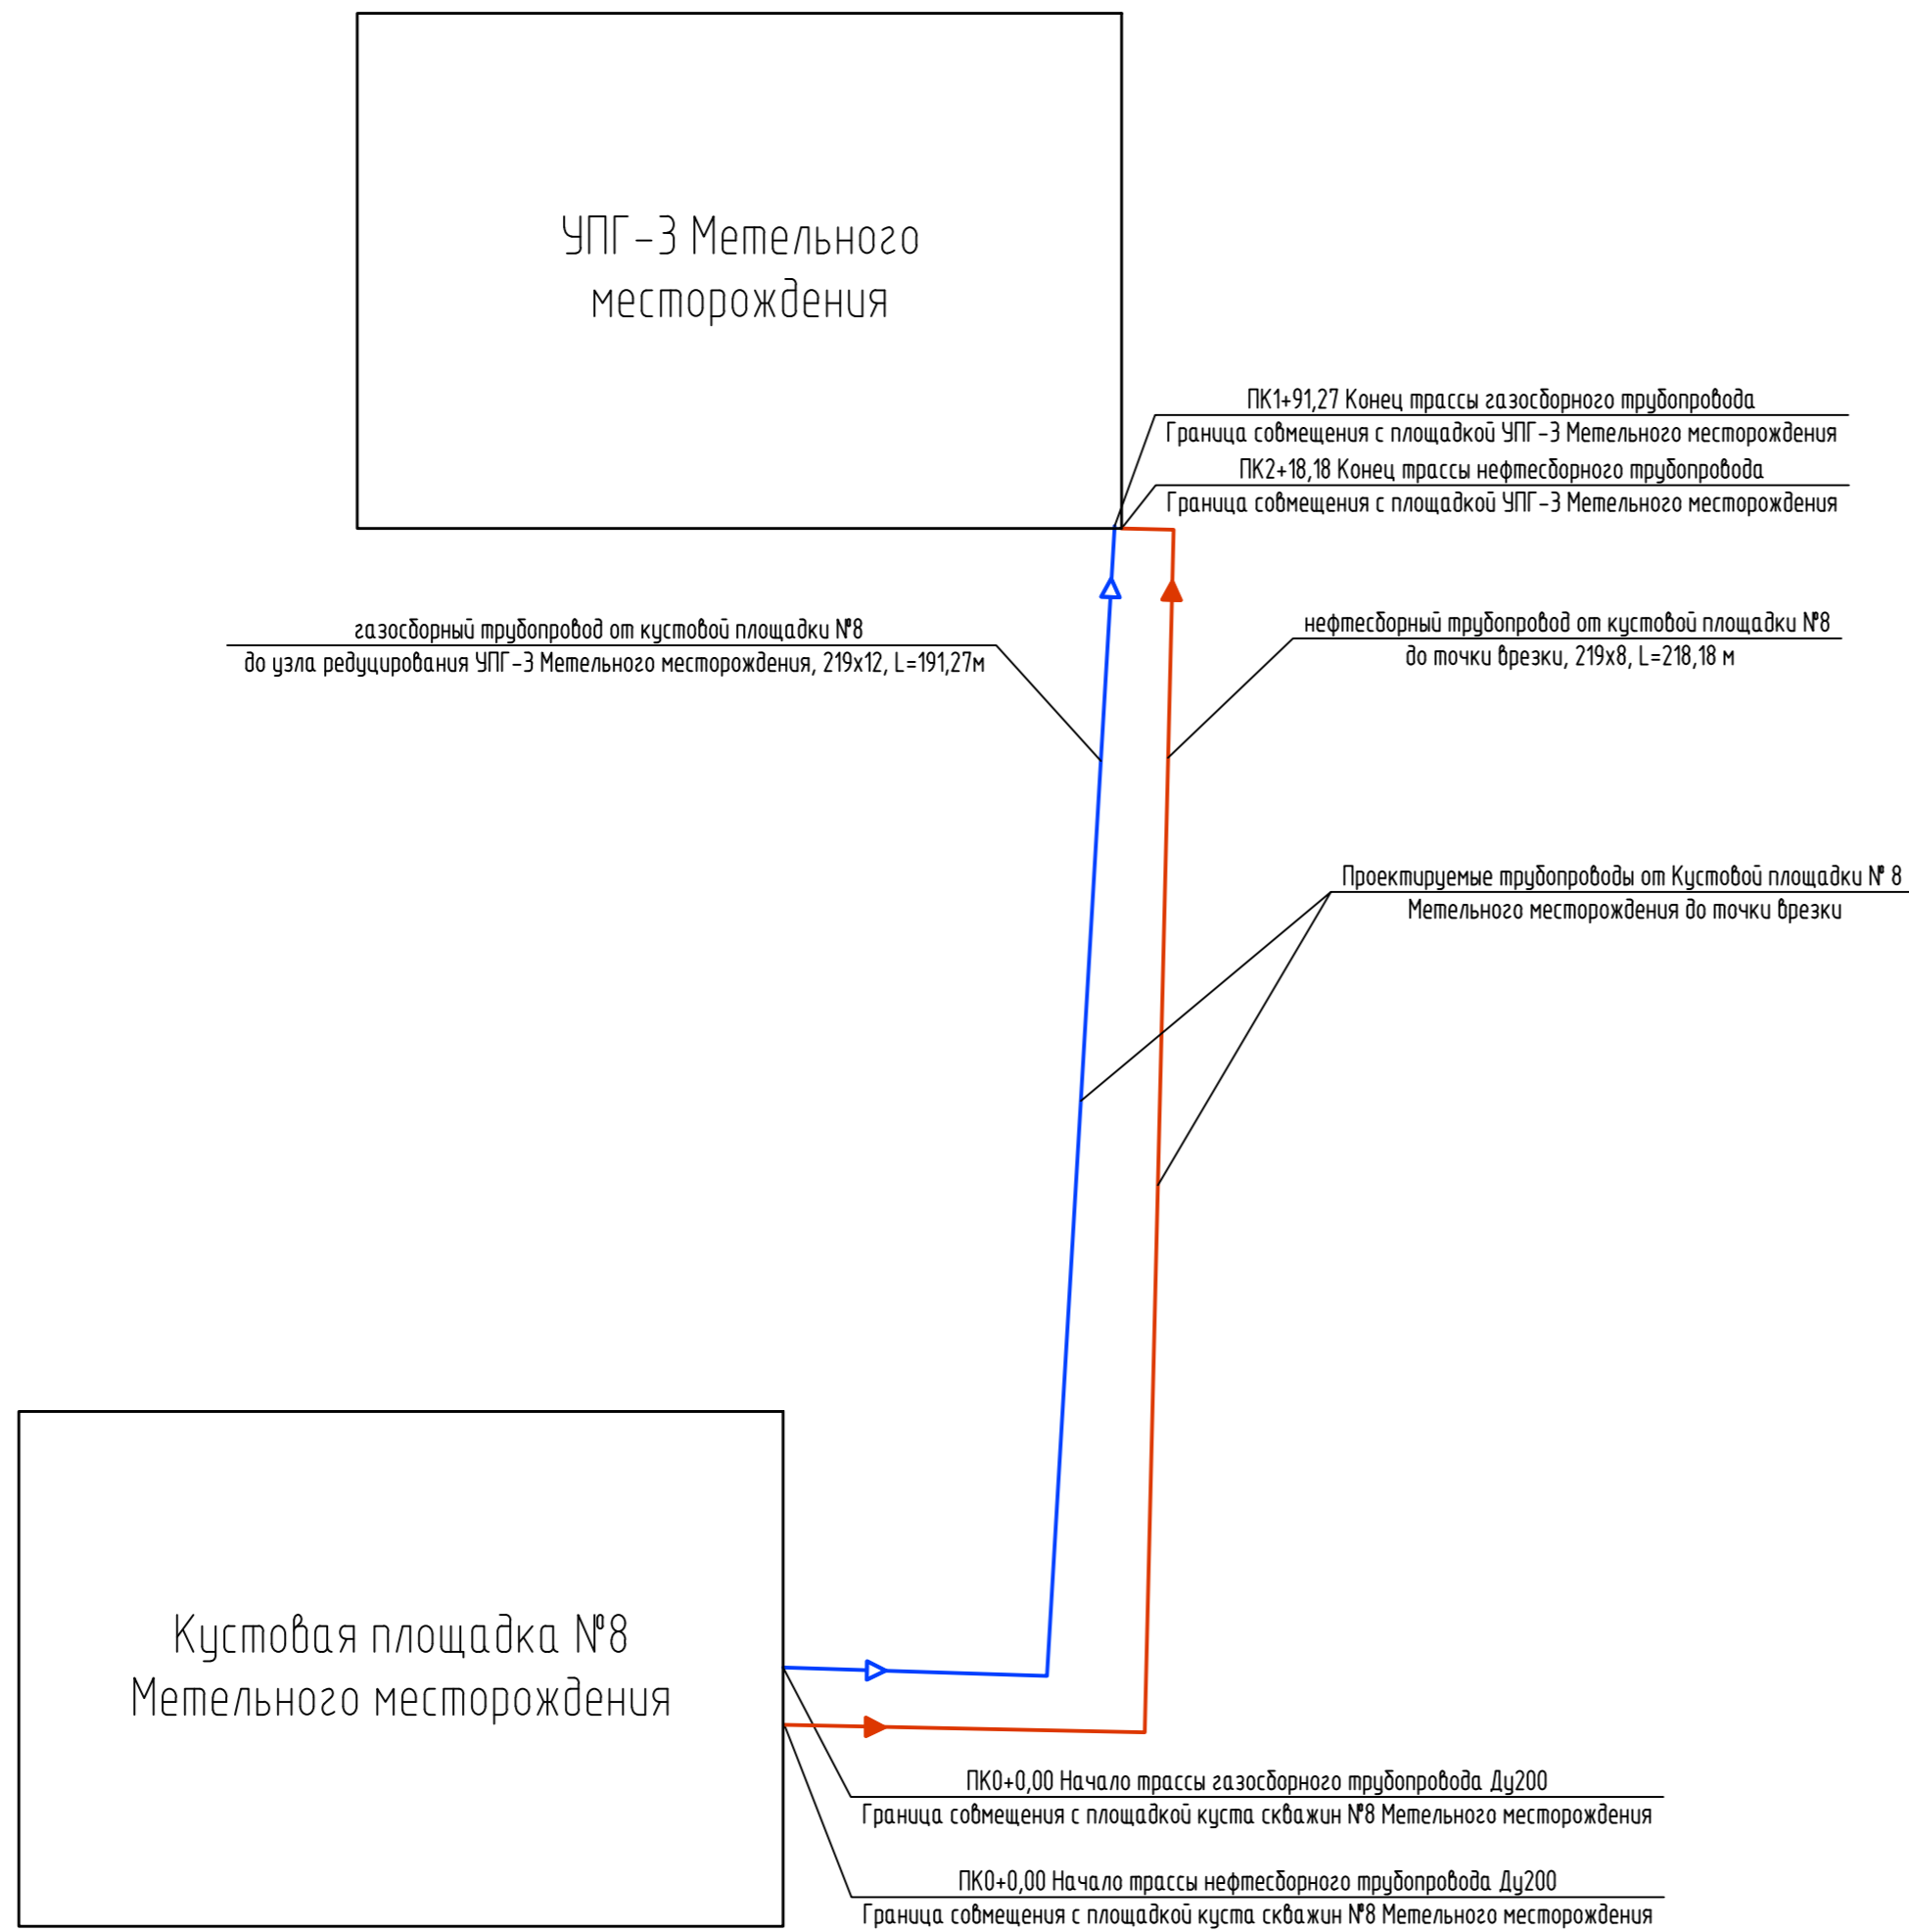 УПГ-3 Метельного
месторождения
ПК1+91,27 Конец трассы газосборного трубопровода
Граница совмещения с площадкой УПГ-3 Метельного месторождения
ПК2+18,18 Конец трассы нефтесборного трубопровода
Граница совмещения с площадкой УПГ-3 Метельного месторождения
газосборный трубопровод от кустовой площадки №8
до узла редуцирования УПГ-3 Метельного месторождения, 219х12, L=191,27м
нефтесборный трубопровод от кустовой площадки №8
до точки врезки, 219х8, L=218,18 м
Проектируемые трубопроводы от Кустовой площадки № 8
Метельного месторождения до точки врезки
Кустовая площадка №8
Метельного месторождения
ПК0+0,00 Начало трассы газосборного трубопровода Ду200
Граница совмещения с площадкой куста скважин №8 Метельного месторождения
ПК0+0,00 Начало трассы нефтесборного трубопровода Ду200
Граница совмещения с площадкой куста скважин №8 Метельного месторождения